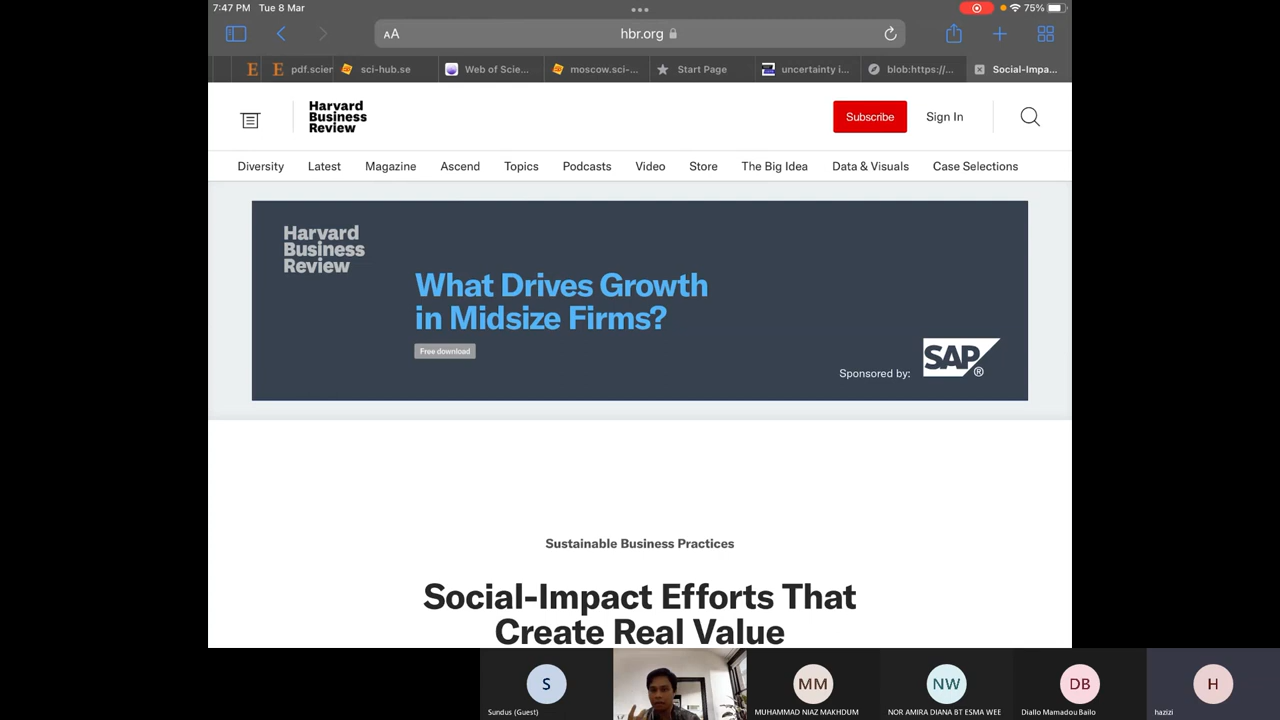 7:47 PM Tue 8 Mar
75%
AA
hbr.org
pdf.scien
sci-hub.se
Web of Scie...
moscow.sci-...
Start Page
uncertainty i...
blob:https://...
Social-Impa...
Harvard
Business
Review
Subscribe
Sign In
Diversity
Latest
Magazine
Ascend
Topics
Podcasts
Video
Store
The Big Idea
Data & Visuals
Case Selections
Harvard
Business
Review
What Drives Growth
in Midsize Firms?
Free download
Sponsored by:
SAP®
Sustainable Business Practices
Social-Impact Efforts That
Create Real Value
S
MM
NW
DB
H
Sundus (Guest)
MUHAMMAD NIAZ MAKHDUM
NOR AMIRA DIANA BT ESMA WEE
Diallo Mamadou Bailo
hazizi